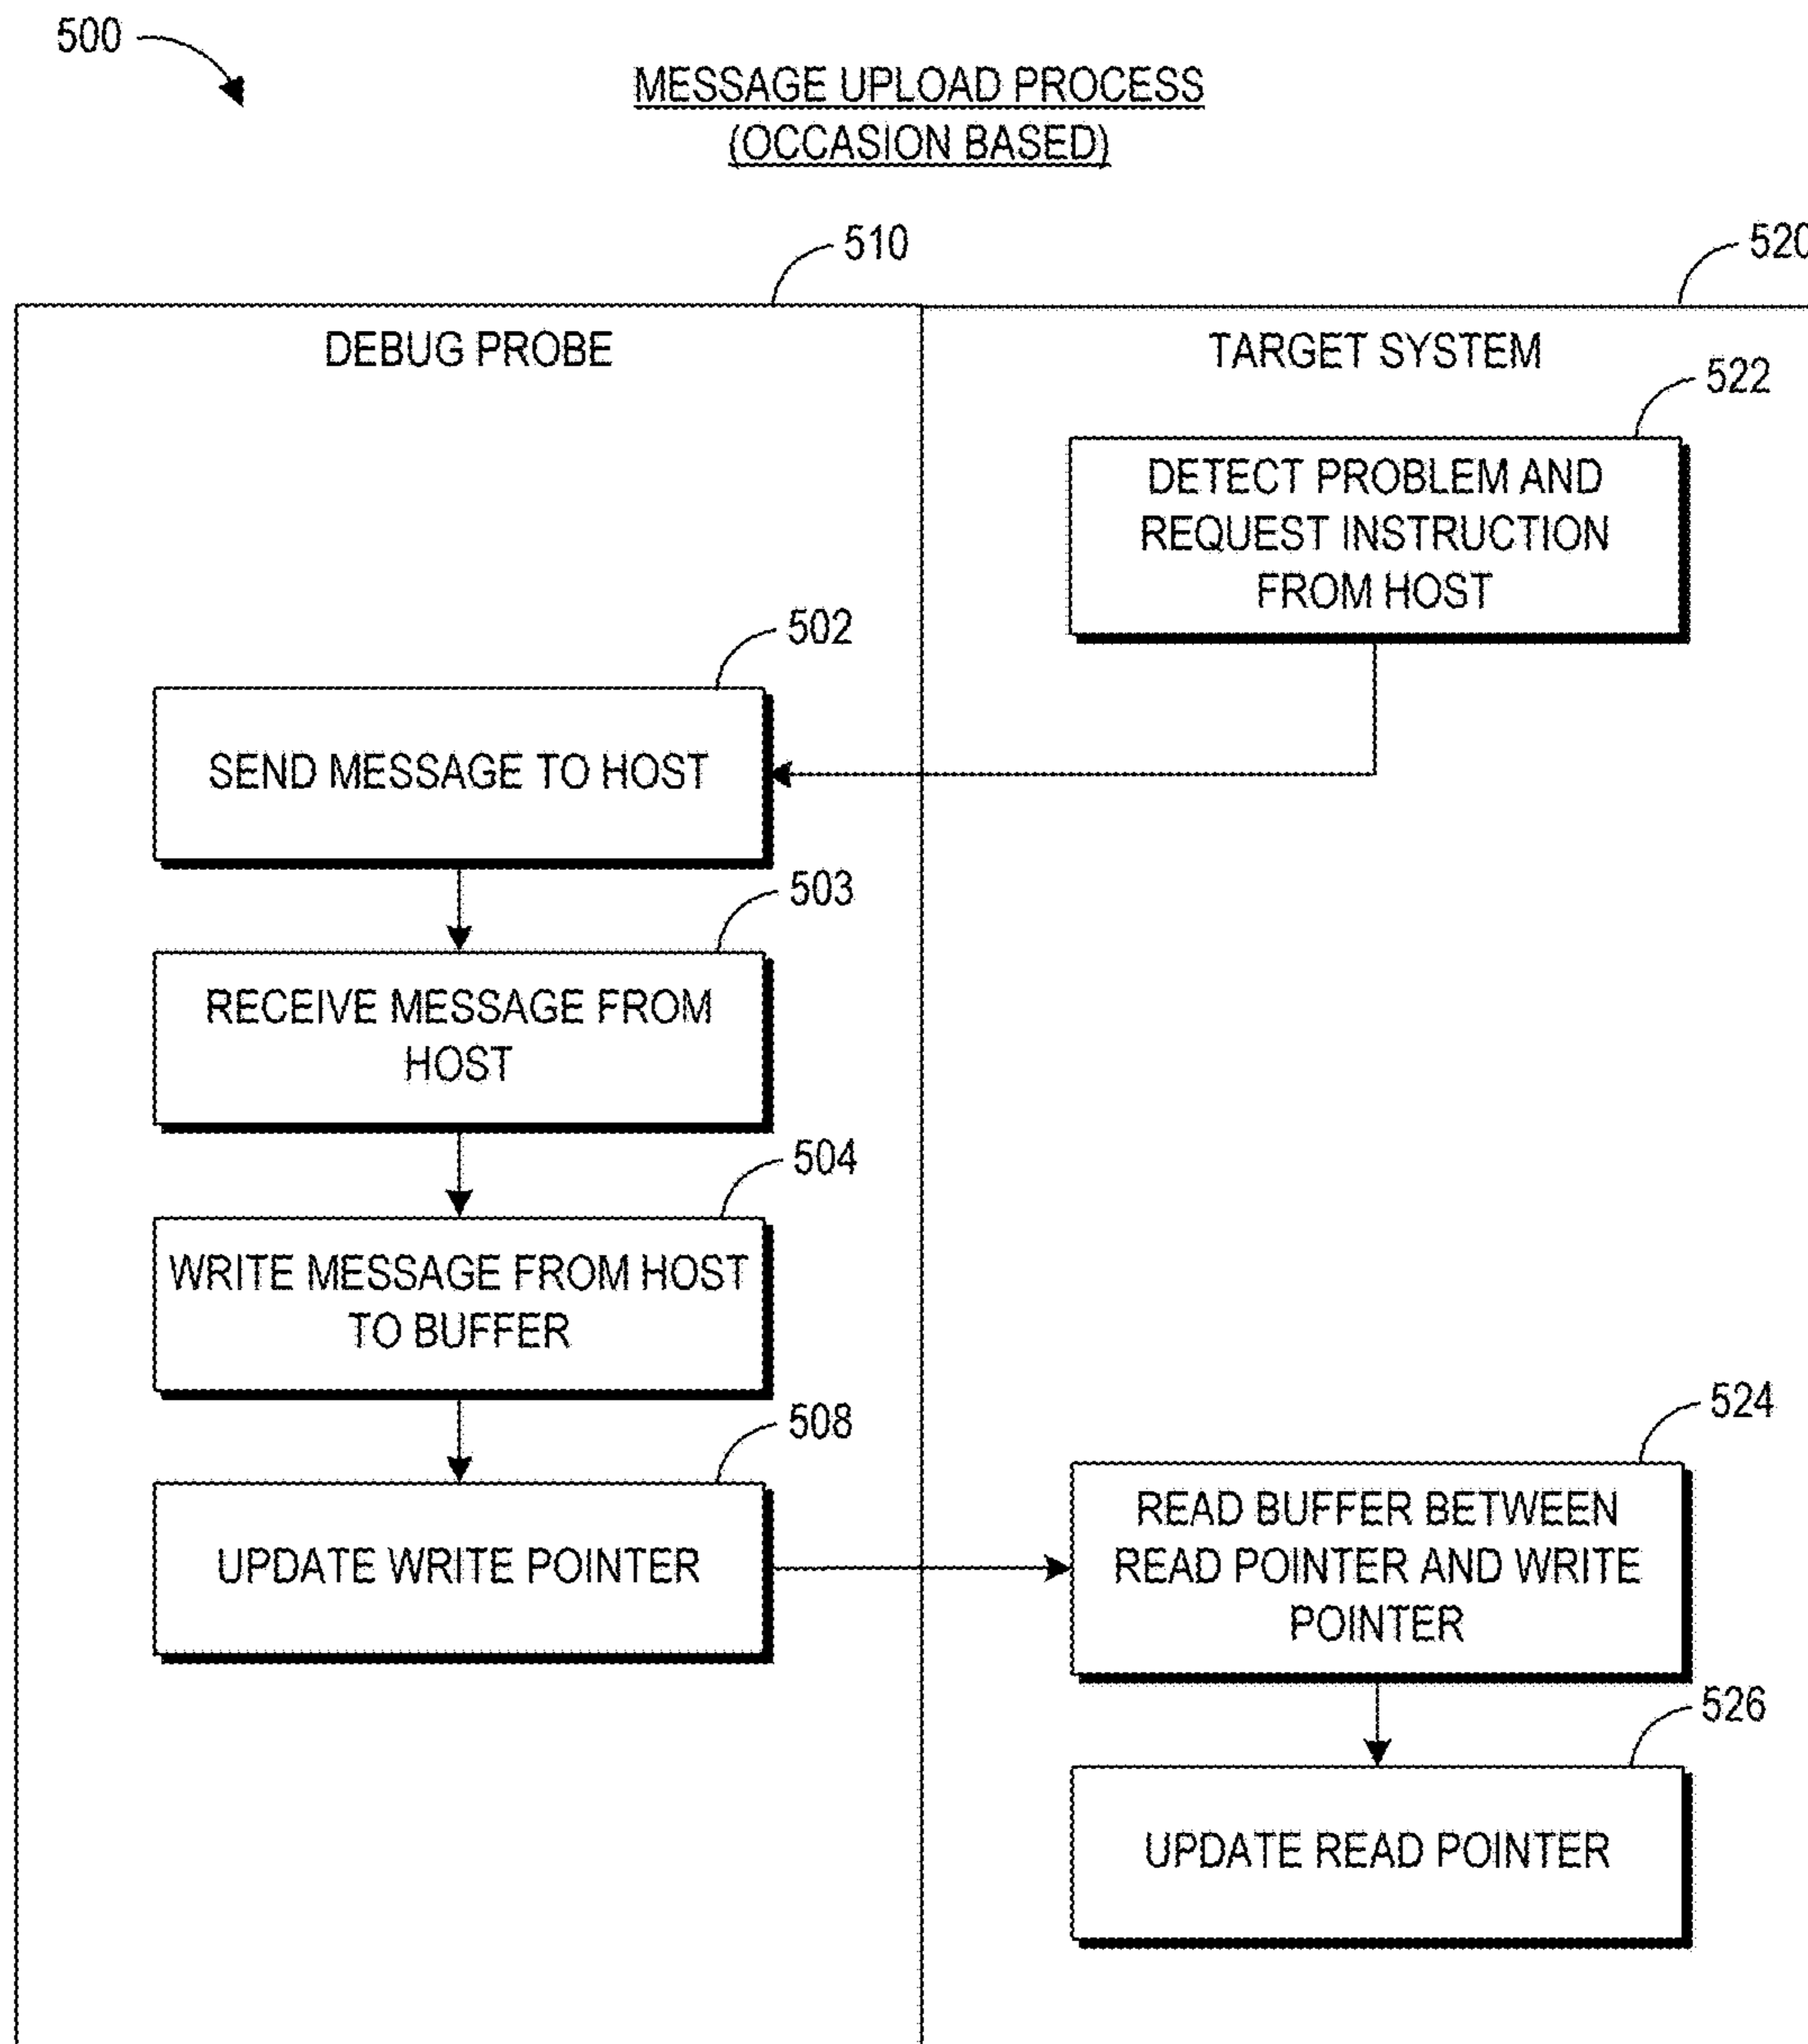 500
MESSAGE UPLOAD PROCESS
(OCCASION BASED)
510
520
DEBUG PROBE
TARGET SYSTEM
522
DETECT PROBLEM AND
REQUEST INSTRUCTION
FROM HOST
502
SEND MESSAGE TO HOST
503
RECEIVE MESSAGE FROM
HOST
504
WRITE MESSAGE FROM HOST
TO BUFFER
508
UPDATE WRITE POINTER
524
READ BUFFER BETWEEN
READ POINTER AND WRITE
POINTER
526
UPDATE READ POINTER